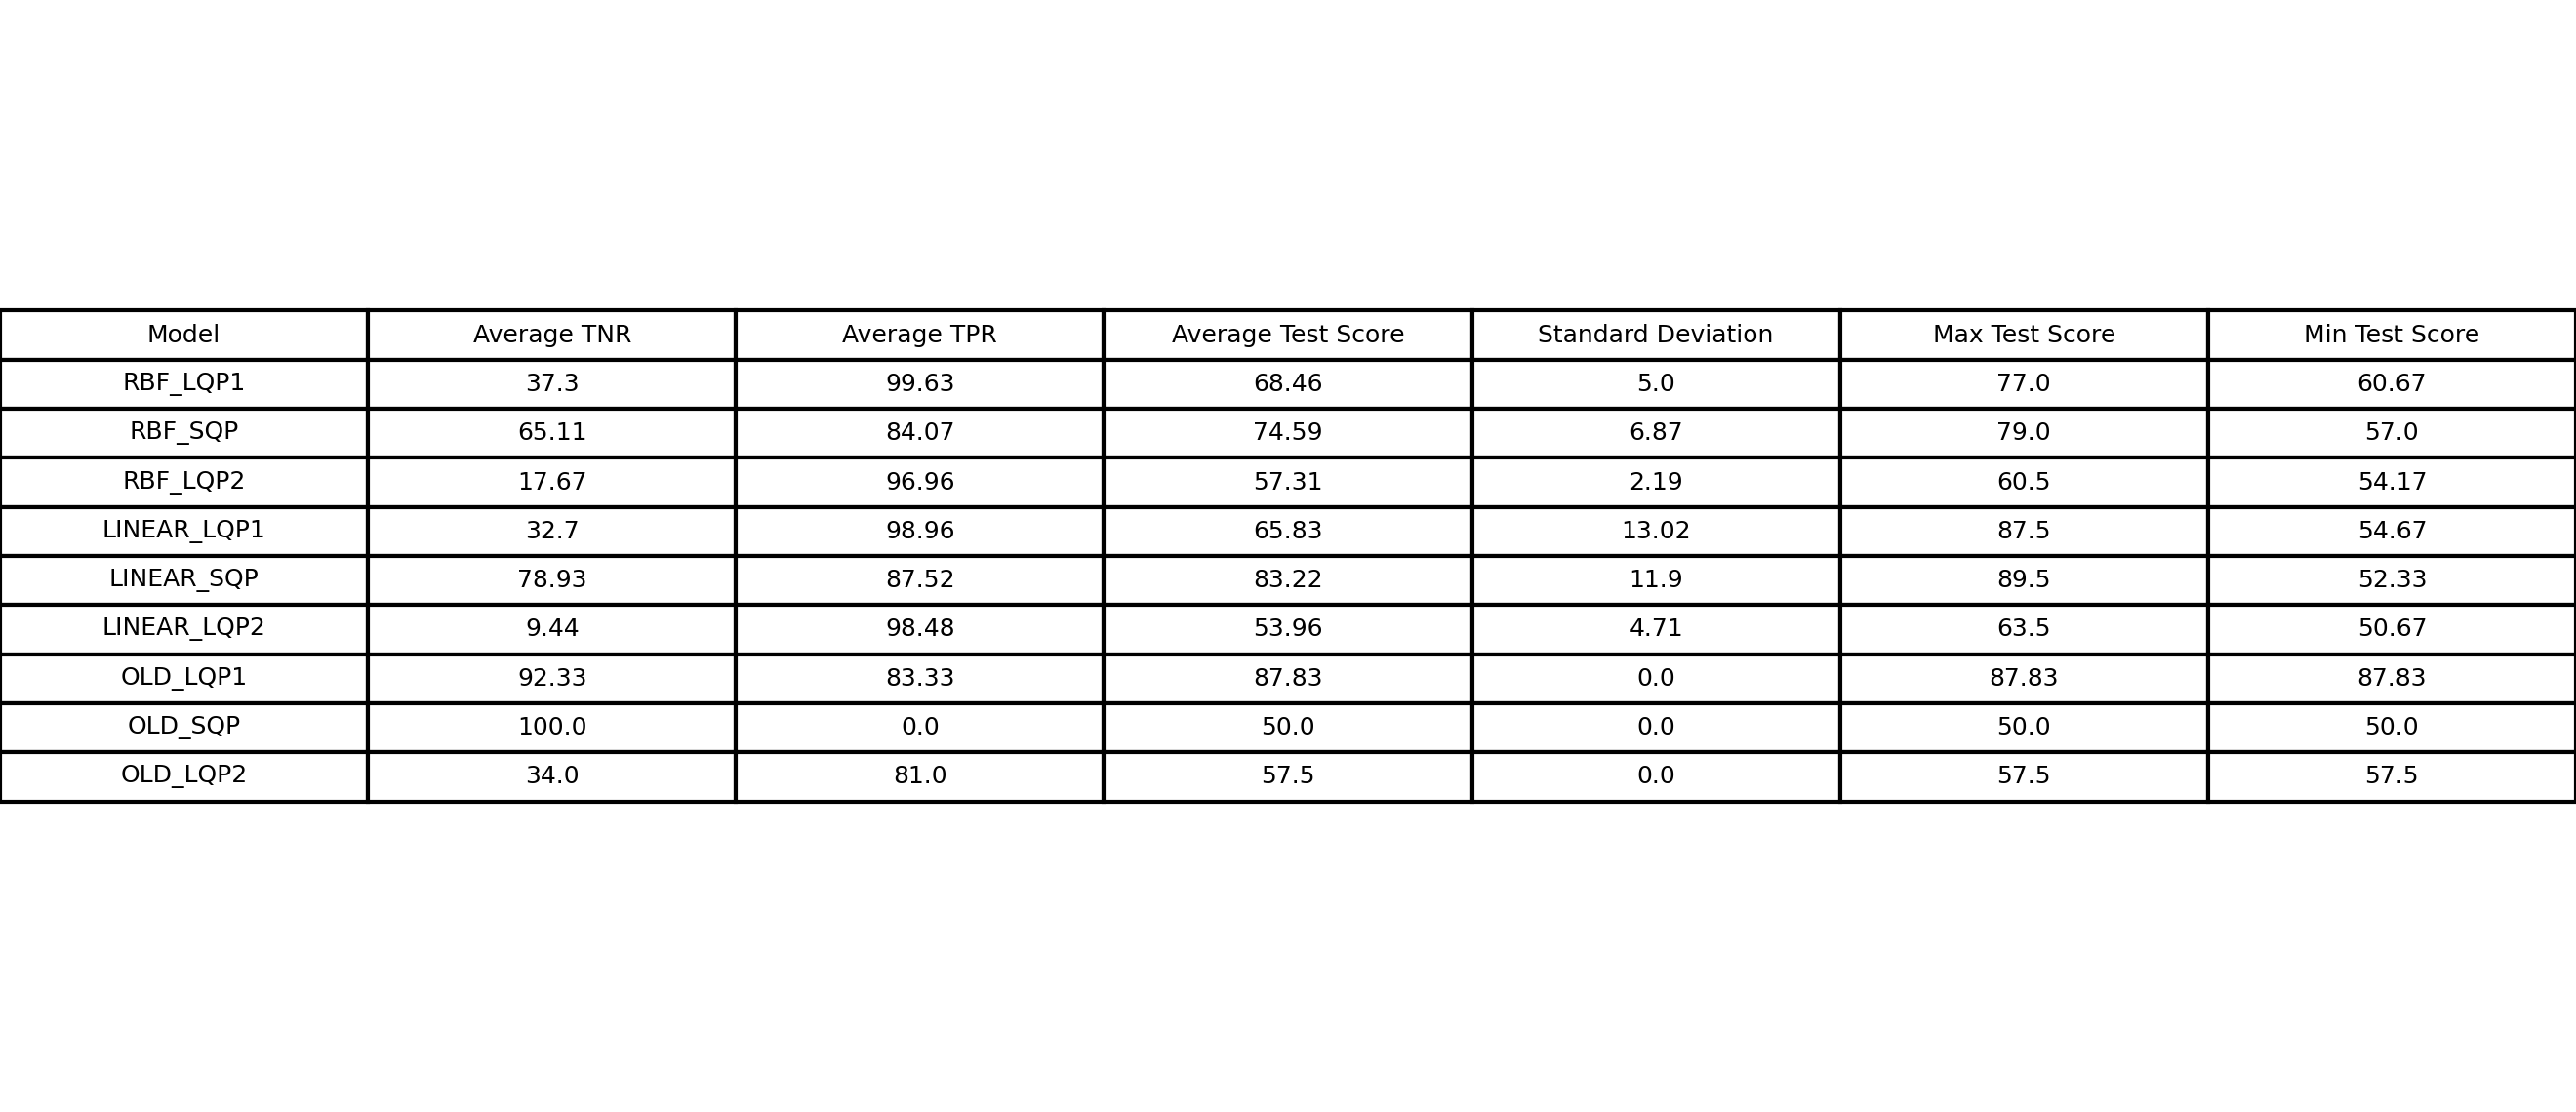 Model Average TNR Average TPR Average Test Score Standard Deviation Max Test Score Min Test Score
RBF_LQP1 37.3 99.63 68.46 5.0 77.0 60.67
RBF_SQP 65.11 84.07 74.59 6.87 79.0 57.0
RBF_LQP2 17.67 96.96 57.31 2.19 60.5 54.17
LINEAR_LQP1 32.7 98.96 65.83 13.02 87.5 54.67
LINEAR_SQP 78.93 87.52 83.22 11.9 89.5 52.33
LINEAR_LQP2 9.44 98.48 53.96 4.71 63.5 50.67
OLD_LQP1 92.33 83.33 87.83 0.0 87.83 87.83
OLD_SQP 100.0 0.0 50.0 0.0 50.0 50.0
OLD_LQP2 34.0 81.0 57.5 0.0 57.5 57.5